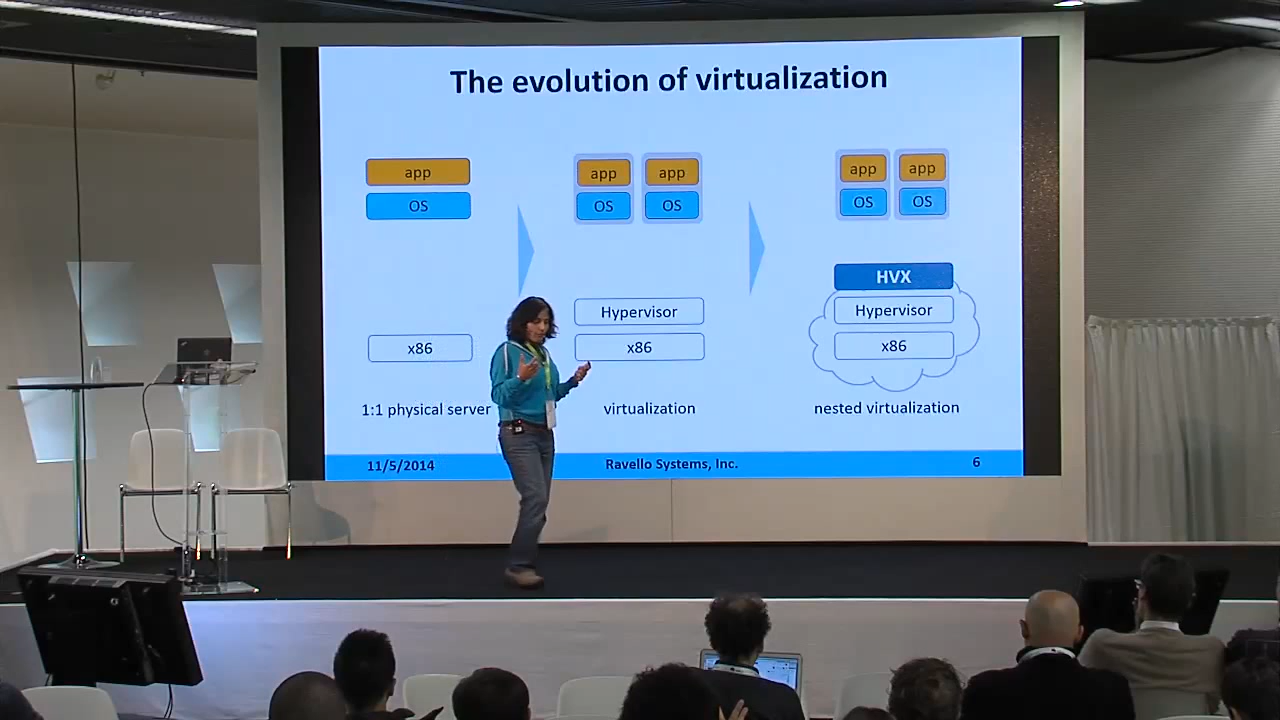 The evolution of virtualization
app
OS
x86
1:1 physical server
app app
OS OS
Hypervisor
x86
virtualization
app app
OS OS
HVX
Hypervisor
x86
nested virtualization
11/5/2014 Ravello Systems, Inc. 6